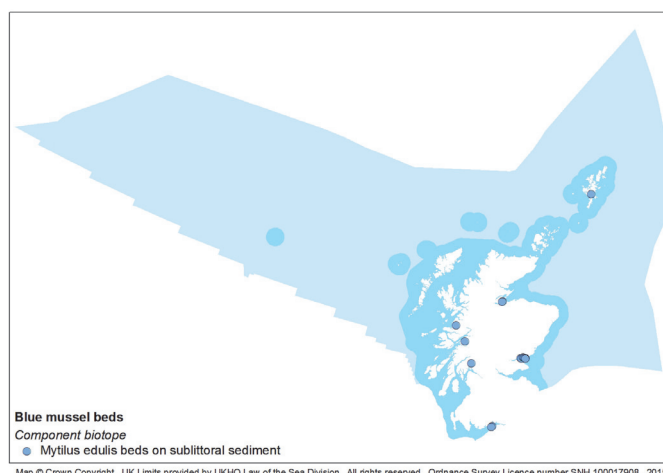 Blue mussel beds
Component biotope
Mytilus edulis beds on sublittoral sediment
Map © Crown Copyright. UK Limits provided by UKHO Law of the Sea Division. All rights reserved. Ordnance Survey Licence number SNH 100017908